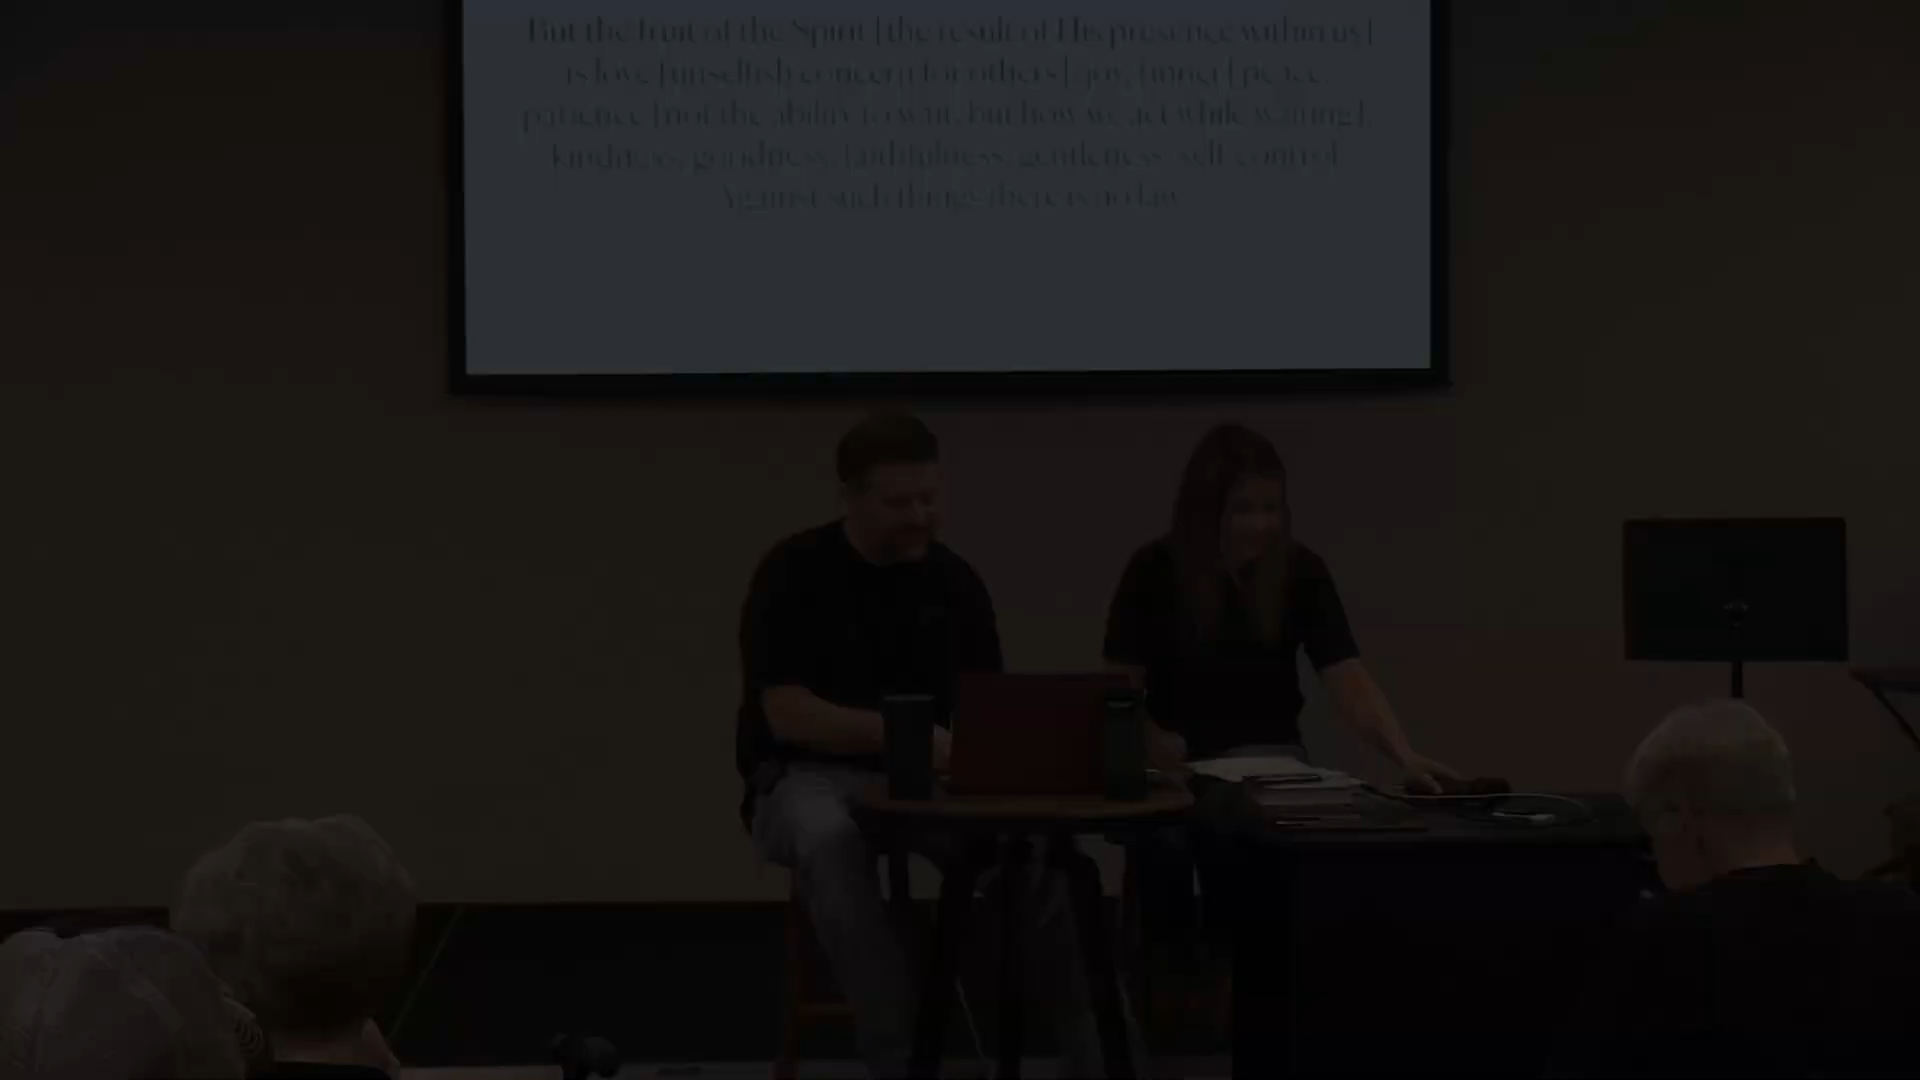 But the fruit of the Spirit [the result of His presence within us]
is love [unselfish concern for others], joy, [inner] peace,
patience [not the ability to wait, but how we act while waiting],
kindness, goodness, faithfulness, gentleness, self-control.
Against such things there is no law.